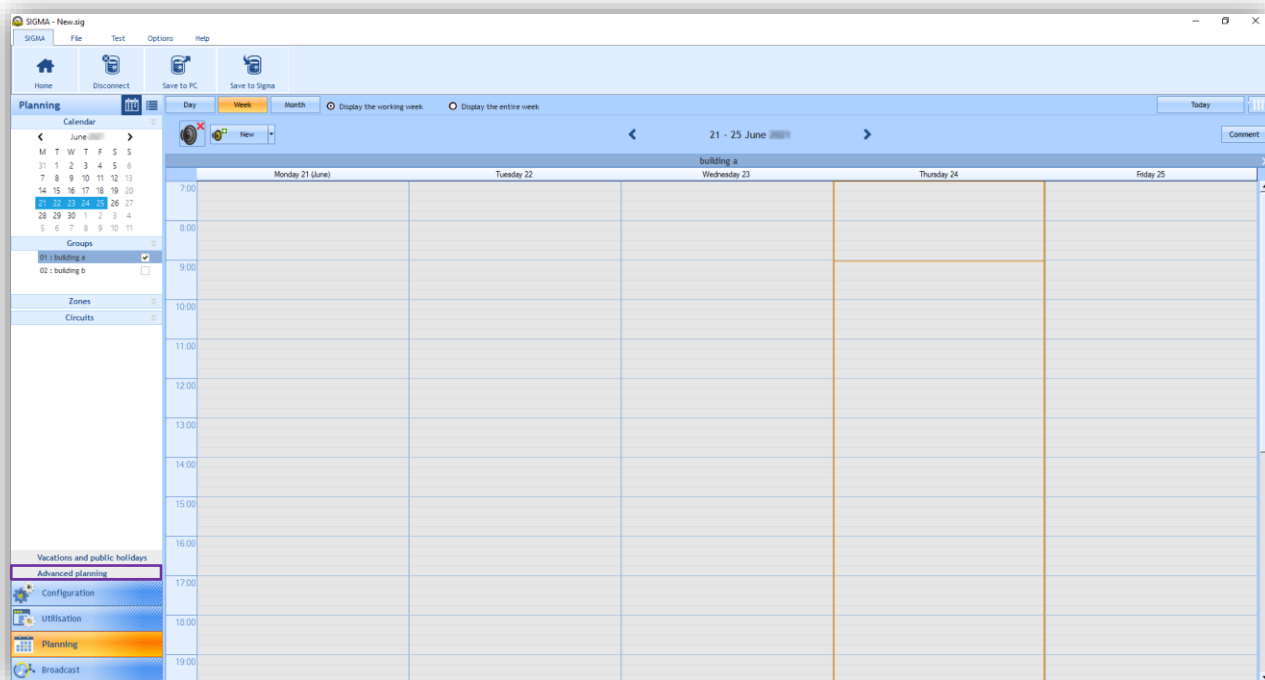 SIGMA - New.sig
SIGMA File Test Options Help
Home Disconnect Save to PC Save to Sigma
Planning
Day Week Month Display the working week Display the entire week Today
Calendar
June
New
21 - 25 June
Comment
M T W T F S S
31 1 2 3 4 5 6
7 8 9 10 11 12 13
14 15 16 17 18 19 20
21 22 23 24 25 26 27
28 29 30 1 2 3 4
5 6 7 8 9 10 11
Groups
01 : building a
02 : building b
Zones
Circuits
building a
Monday 21 (June) Tuesday 22 Wednesday 23 Thursday 24 Friday 25
7:00
8:00
9:00
10:00
11:00
12:00
13:00
14:00
15:00
16:00
17:00
18:00
19:00
Vacations and public holidays
Advanced planning
Configuration
Utilisation
Planning
Broadcast